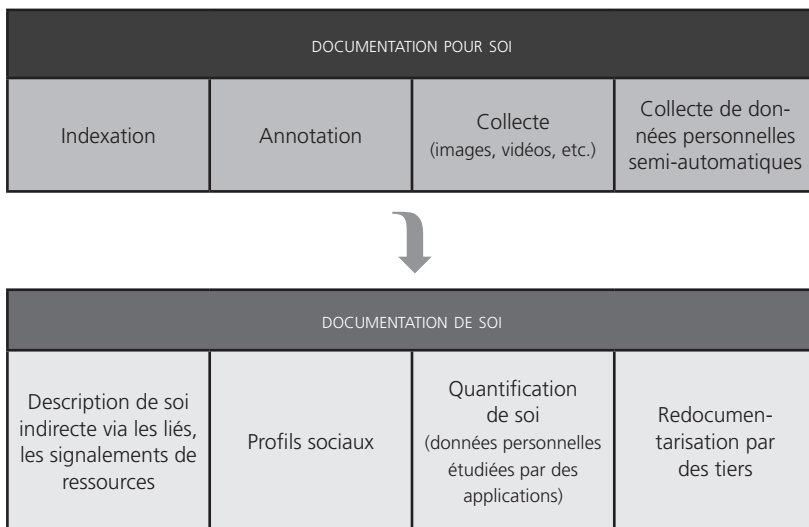 DOCUMENTATION POUR SOI
Indexation
Annotation
Collecte
(images, vidéos, etc.)
Collecte de don-
nées personnelles
semi-automatiques
DOCUMENTATION DE SOI
Description de soi
indirecte via les liés,
les signalements de
ressources
Profils sociaux
Quantification
de soi
(données personnelles
étudiées par des
applications)
Redocumen-
tarisation par
des tiers